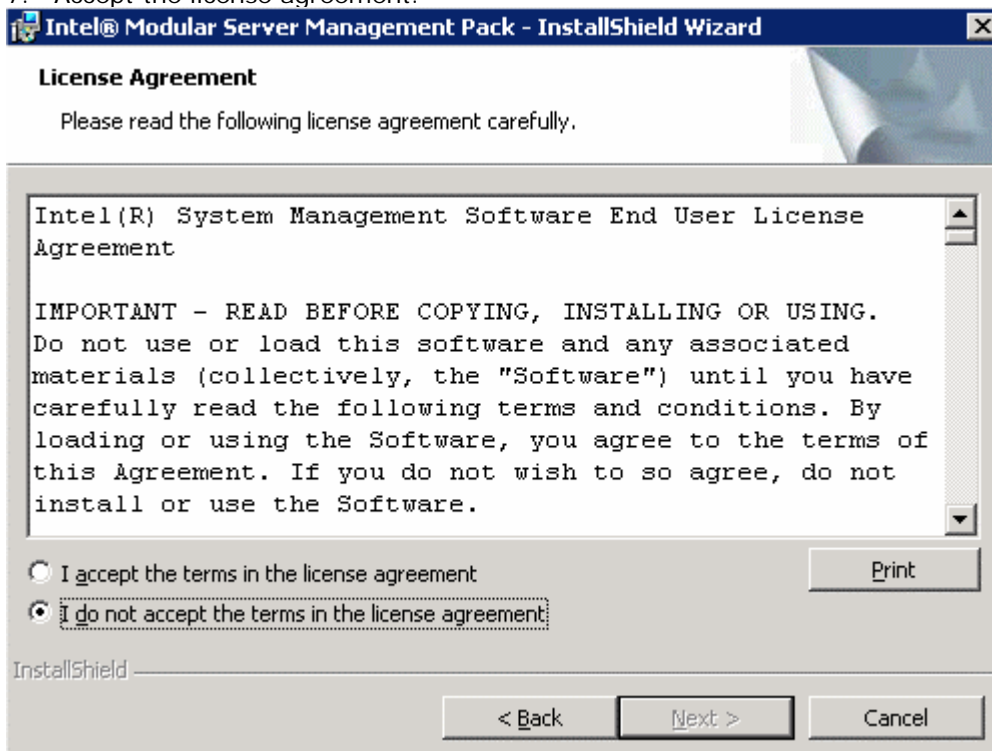 7. Accept the license agreement.
Intel® Modular Server Management Pack - InstallShield Wizard
License Agreement
Please read the following license agreement carefully.
Intel(R) System Management Software End User License
Agreement
IMPORTANT - READ BEFORE COPYING, INSTALLING OR USING.
Do not use or load this software and any associated
materials (collectively, the "Software") until you have
carefully read the following terms and conditions. By
loading or using the Software, you agree to the terms of
this Agreement. If you do not wish to so agree, do not
install or use the Software.
I accept the terms in the license agreement
Print
I do not accept the terms in the license agreement
InstallShield
< Back Next > Cancel